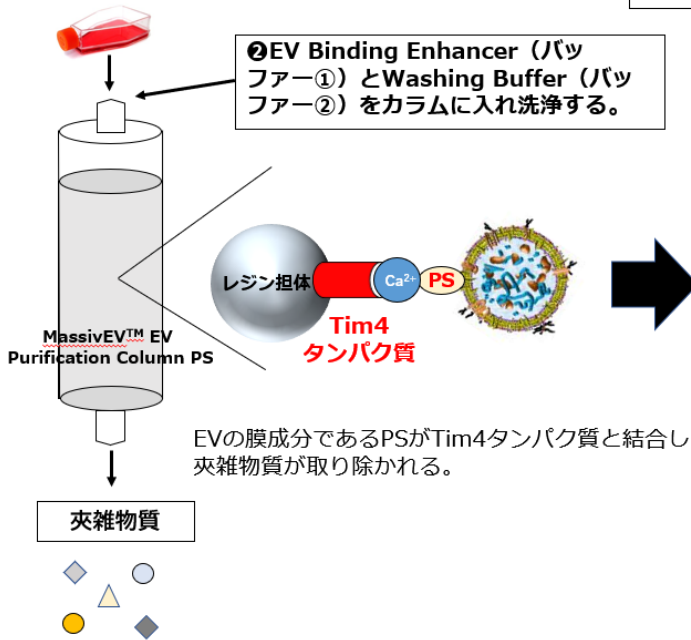 ❷EV Binding Enhancer（バッ
ファー①）とWashing Buffer（バッ
ファー②）をカラムに入れ洗浄する。
レジン担体
Ca²⁺
PS
Tim4
タンパク質
MassivEV™ EV
Purification Column PS
EVの膜成分であるPSがTim4タンパク質と結合し
夾雑物質が取り除かれる。
夾雑物質